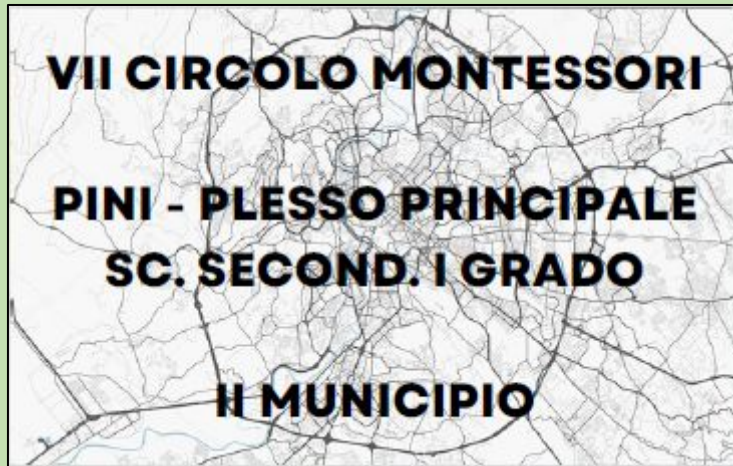 VII CIRCOLO MONTESSORI
PINI - PLESSO PRINCIPALE
SC. SECOND. I GRADO
II MUNICIPIO